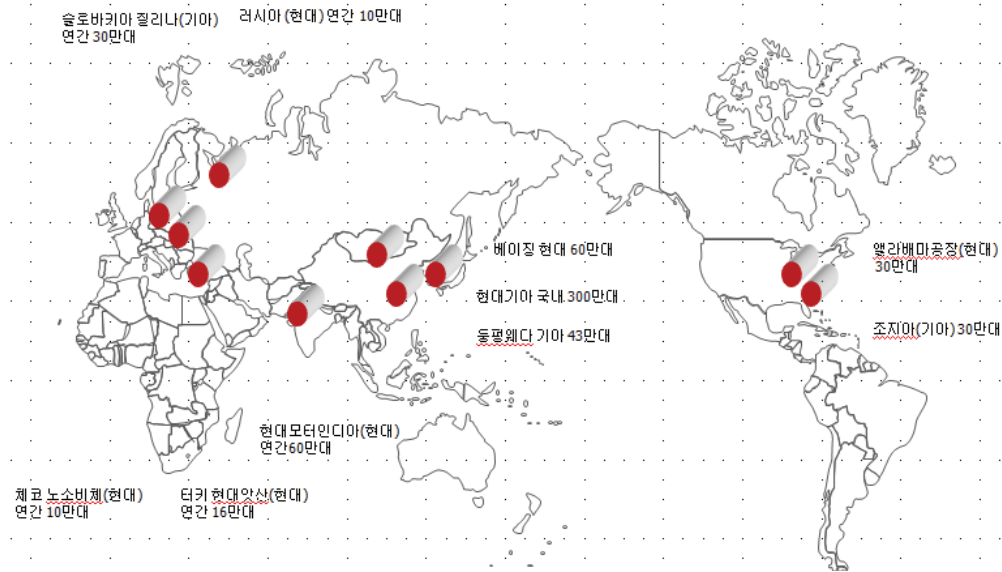 슬로바키아 질리나(기아)
연간 30만대
러시아 (현대) 연간 10만대
베이징 현대 60만대
현대기아 국내 300만대
둥펑웨다 기아 43만대
앨라배마공장(현대)
30만대
조지아(기아) 30만대
현대모터인디아(현대)
연간60만대
체코 노소비체(현대)
연간 10만대
터키 현대앗산(현대)
연간 16만대